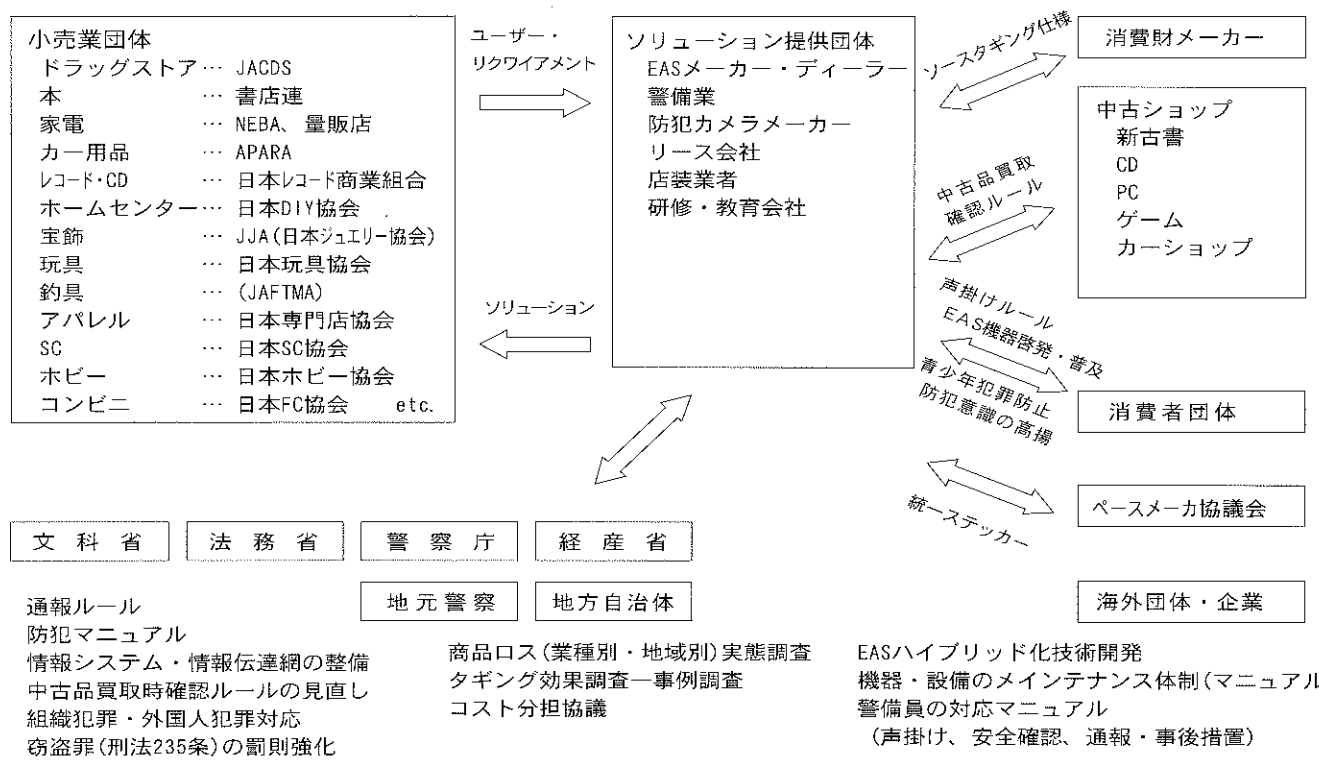 小売業団体
ドラッグストア… JACDS
本 … 書店連
家電 … NEBA、量販店
カー用品 … APARA
レコード・CD … 日本レコード商業組合
ホームセンター… 日本DIY協会
宝飾 … JJA(日本ジュエリー協会)
玩具 … 日本玩具協会
釣具 … (JAFTMA)
アパレル … 日本専門店協会
SC … 日本SC協会
ホビー … 日本ホビー協会
コンビニ … 日本FC協会 etc.
ユーザー・
リクワイアメント
ソリューション
ソリューション提供団体
EASメーカー・ディーラー
警備業
防犯カメラメーカー
リース会社
店装業者
研修・教育会社
ソースタギング仕様
消費財メーカー
中古品買取
確認ルール
中古ショップ
新古書
CD
PC
ゲーム
カーショップ
声掛けルール
EAS機器啓発・普及
青少年犯罪防止
防犯意識の高揚
消費者団体
統一ステッカー
ペースメーカ協議会
海外団体・企業
文科省
法務省
警察庁
経産省
地元警察
地方自治体
通報ルール
防犯マニュアル
情報システム・情報伝達網の整備
中古品買取時確認ルールの見直し
組織犯罪・外国人犯罪対応
窃盗罪(刑法235条)の罰則強化
商品ロス(業種別・地域別)実態調査
タギング効果調査―事例調査
コスト分担協議
EASハイブリッド化技術開発
機器・設備のメインテナンス体制(マニュアル
警備員の対応マニュアル
(声掛け、安全確認、通報・事後措置)